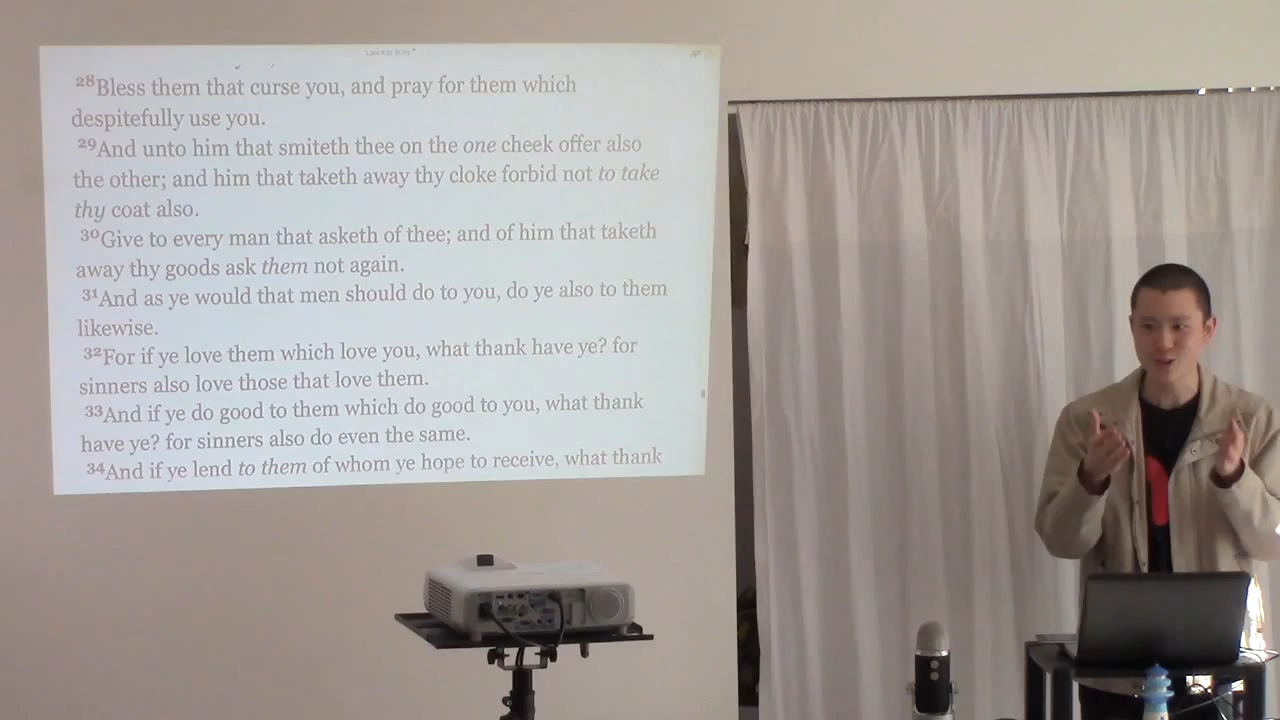 28Bless them that curse you, and pray for them which
despitefully use you.
29And unto him that smiteth thee on the one cheek offer also
the other; and him that taketh away thy cloke forbid not to take
thy coat also.
30Give to every man that asketh of thee; and of him that taketh
away thy goods ask them not again.
31And as ye would that men should do to you, do ye also to them
likewise.
32For if ye love them which love you, what thank have ye? for
sinners also love those that love them.
33And if ye do good to them which do good to you, what thank
have ye? for sinners also do even the same.
34And if ye lend to them of whom ye hope to receive, what thank